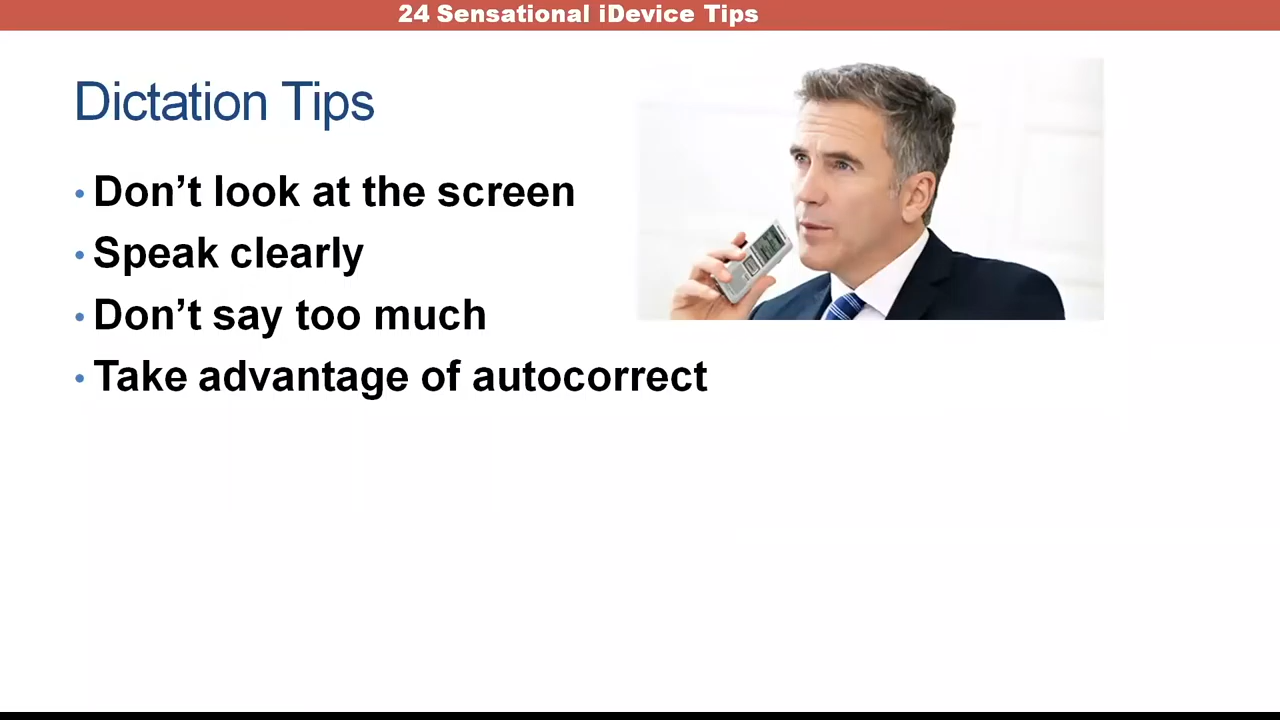 24 Sensational iDevice Tips
Dictation Tips
• Don’t look at the screen
• Speak clearly
• Don’t say too much
• Take advantage of autocorrect